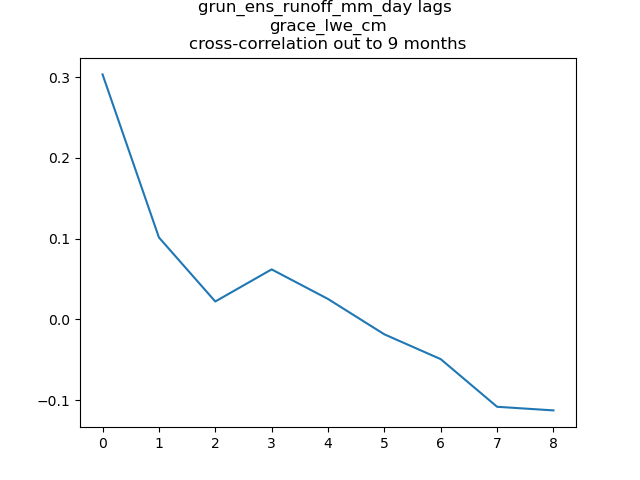 grun_ens_runoff_mm_day lags
grace_lwe_cm
cross-correlation out to 9 months
0.3
0.2
0.1
0.0
−0.1
0 1 2 3 4 5 6 7 8